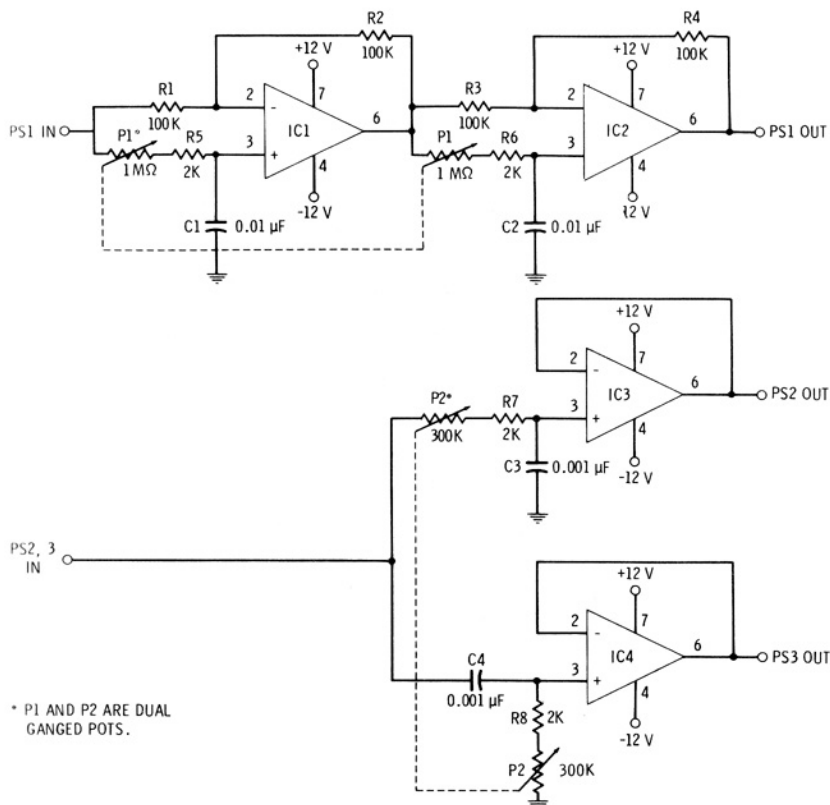 R2
100K
R4
100K
+12 V
+12 V
R1
100K
2
-
7
6
IC1
R3
100K
2
7
6
IC2
PS1 IN
PS1 OUT
P1*
1 MΩ
R5
2K
3
+
4
-12 V
P1
1 MΩ
R6
2K
3
4
12 V
C1
0.01 µF
C2
0.01 µF
+12 V
2
-
7
6
IC3
PS2 OUT
P2*
300K
R7
2K
3
+
4
-12 V
C3
0.001 µF
PS2, 3
IN
+12 V
2
-
7
6
IC4
PS3 OUT
C4
0.001 µF
3
+
4
-12 V
R8
2K
P2
300K
* P1 AND P2 ARE DUAL
GANGED POTS.